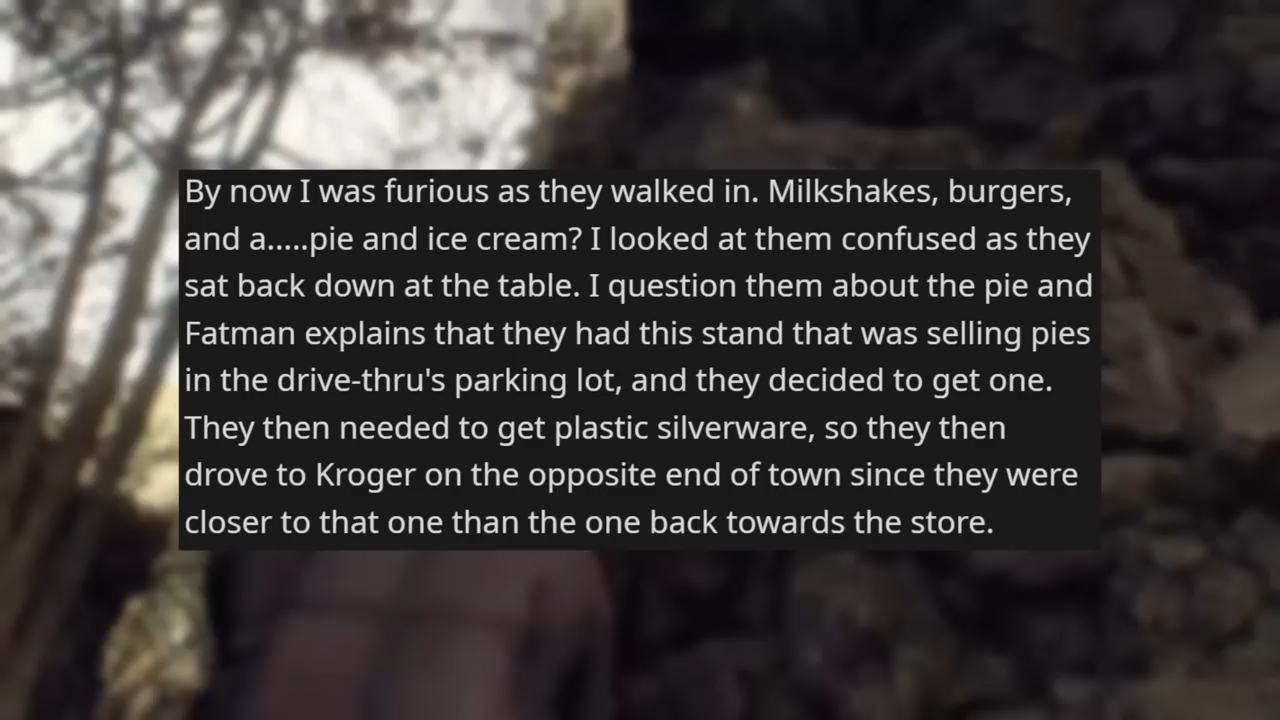 By now I was furious as they walked in. Milkshakes, burgers,
and a.....pie and ice cream? I looked at them confused as they
sat back down at the table. I question them about the pie and
Fatman explains that they had this stand that was selling pies
in the drive-thru's parking lot, and they decided to get one.
They then needed to get plastic silverware, so they then
drove to Kroger on the opposite end of town since they were
closer to that one than the one back towards the store.